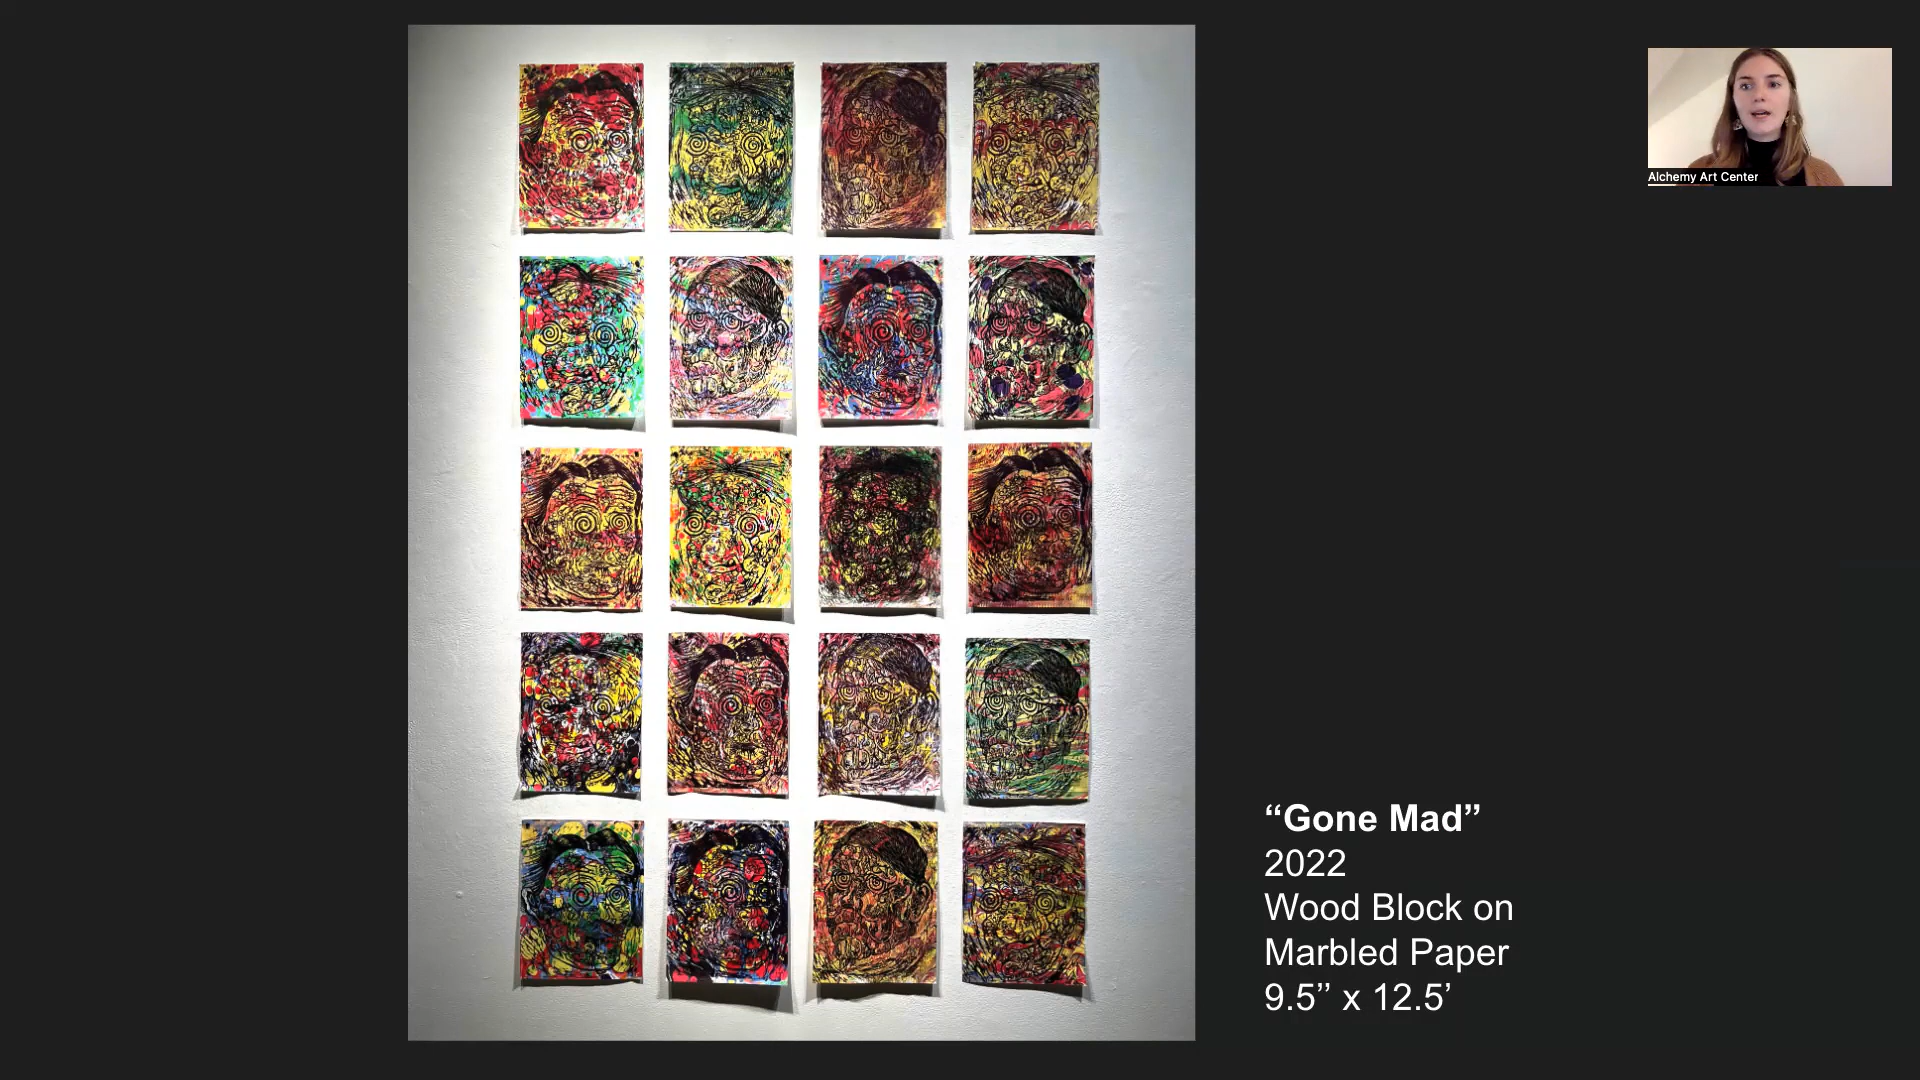 Alchemy Art Center
“Gone Mad”
2022
Wood Block on
Marbled Paper
9.5’’ x 12.5’